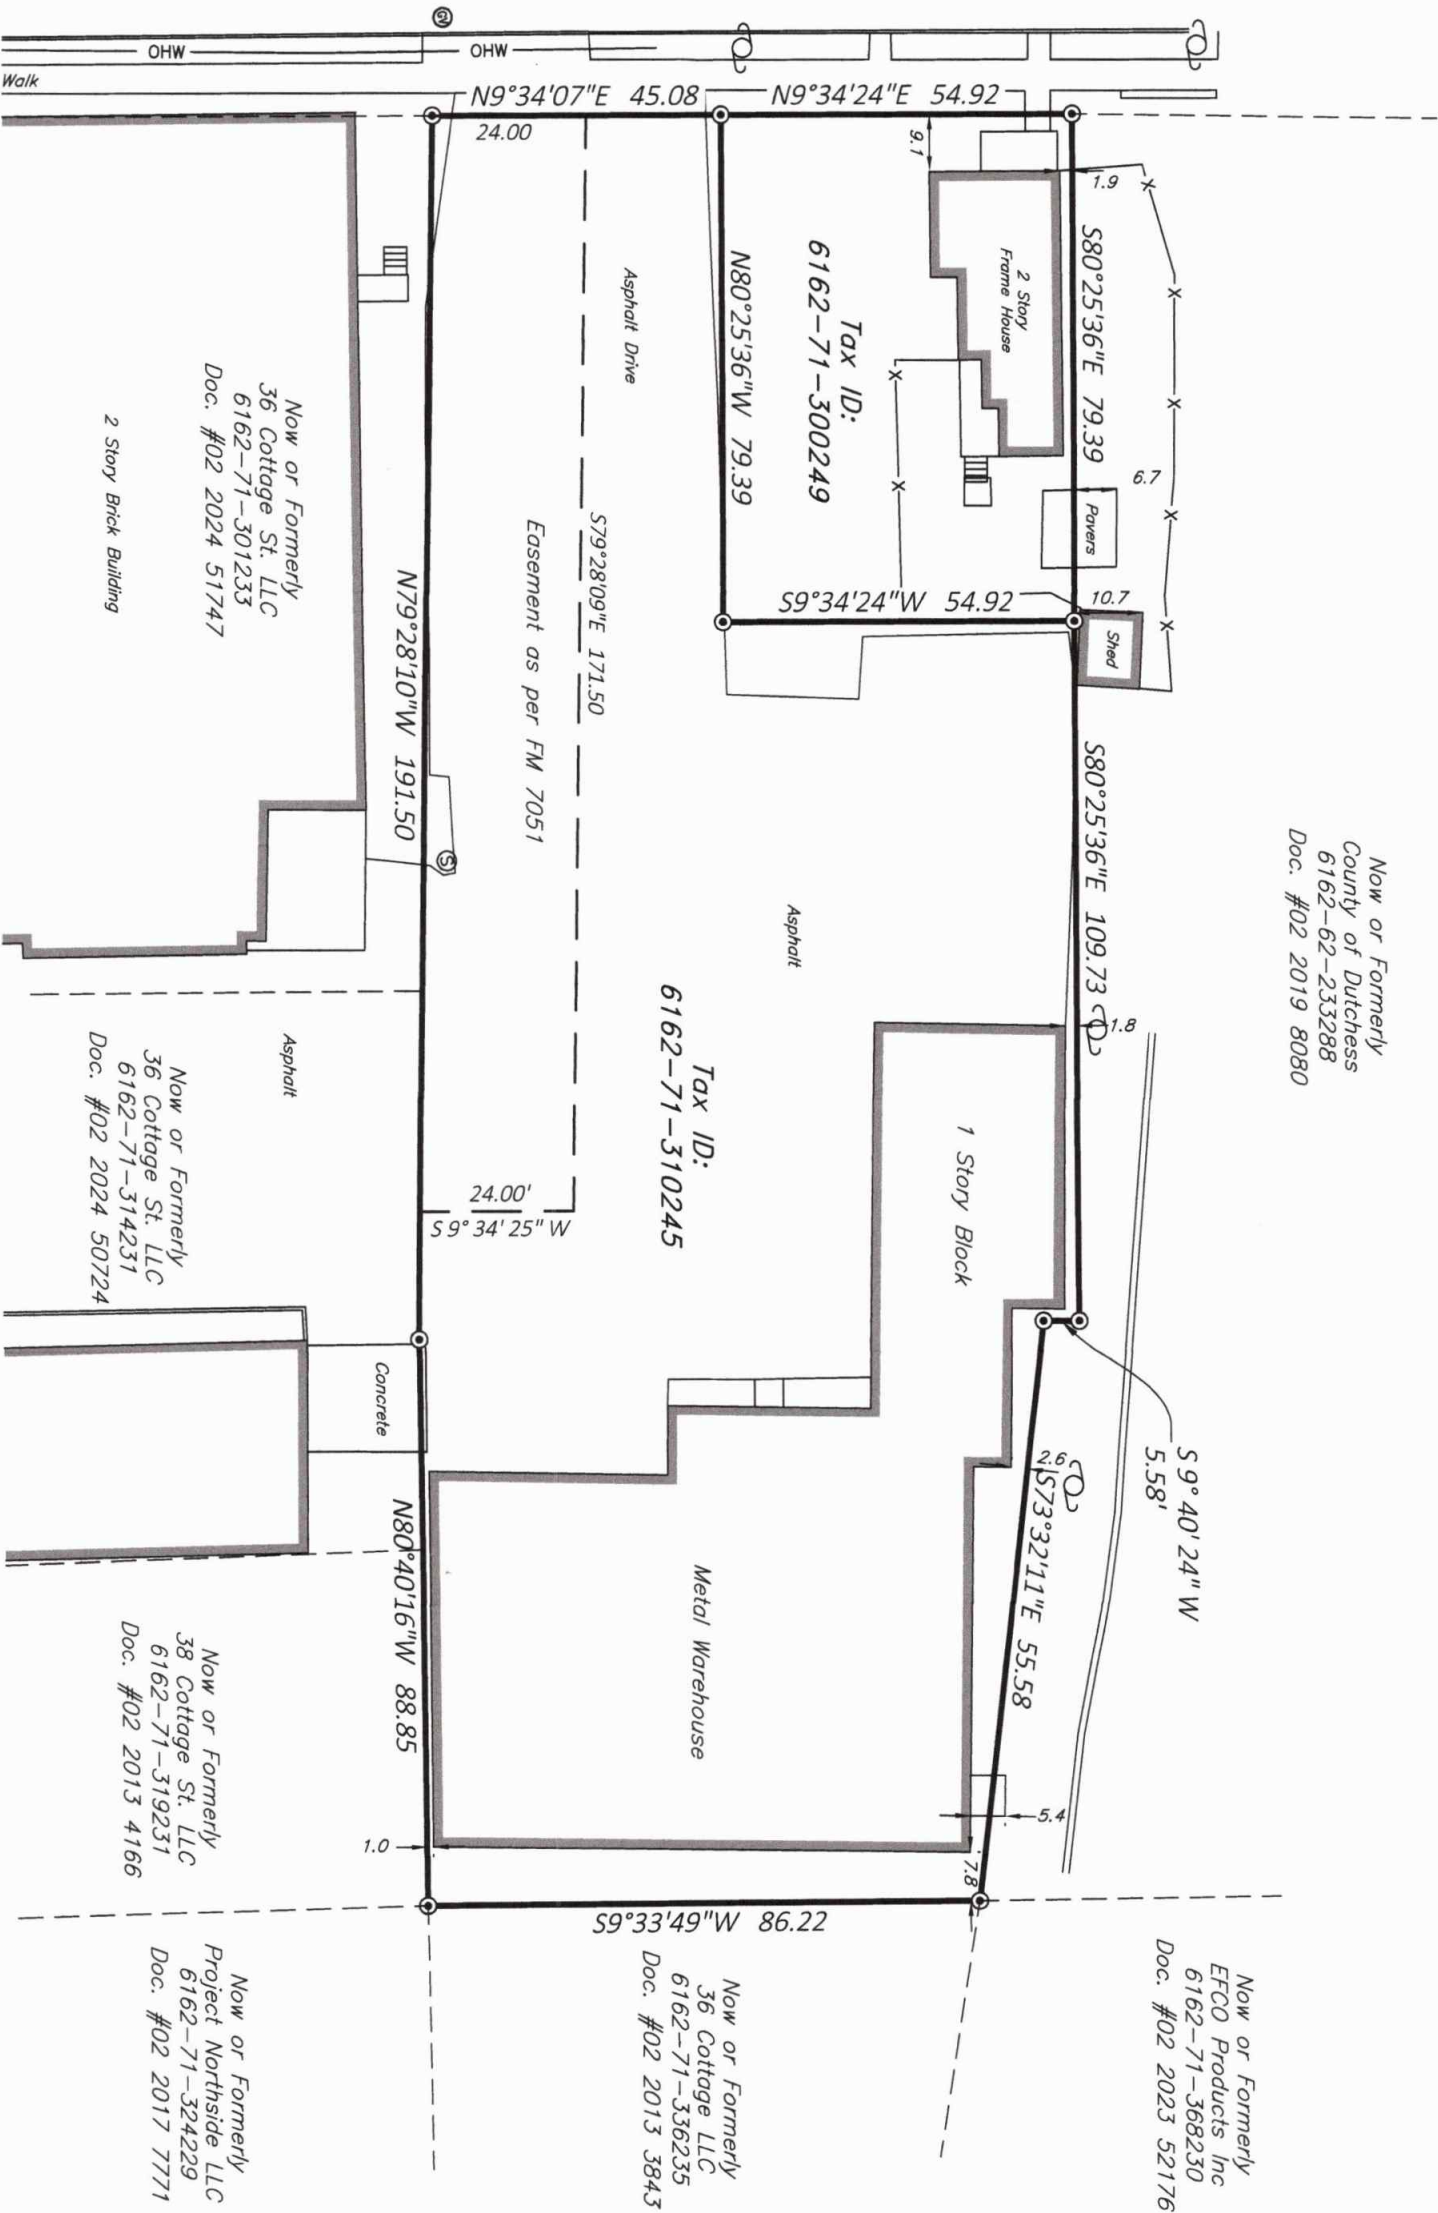 GV
OHW
OHW
Walk
N9°34'07"E 45.08
N9°34'24"E 54.92
24.00
9.1
1.9
S80°25'36"E 79.39
2 Story
Frame House
Tax ID:
6162-71-300249
N80°25'36"W 79.39
Asphalt Drive
6.7
Pavers
10.7
Shed
S9°34'24"W 54.92
S79°28'09"E 171.50
Easement as per FM 7051
N79°28'10"W 191.50
Now or Formerly
36 Cottage St. LLC
6162-71-301233
Doc. #02 2024 51747
2 Story Brick Building
S
S80°25'36"E 109.73
Now or Formerly
County of Dutchess
6162-62-233288
Doc. #02 2019 8080
Asphalt
1.8
Tax ID:
6162-71-310245
1 Story Block
24.00'
S 9° 34' 25" W
Asphalt
Now or Formerly
36 Cottage St. LLC
6162-71-314231
Doc. #02 2024 50724
Concrete
S 9° 40' 24" W
5.58'
2.6
S73°32'11"E 55.58
Metal Warehouse
N80°40'16"W 88.85
Now or Formerly
38 Cottage St. LLC
6162-71-319231
Doc. #02 2013 4166
5.4
1.0
7.8
S9°33'49"W 86.22
Now or Formerly
EFCO Products Inc
6162-71-368230
Doc. #02 2023 52176
Now or Formerly
36 Cottage LLC
6162-71-336235
Doc. #02 2013 3843
Now or Formerly
Project Northside LLC
6162-71-324229
Doc. #02 2017 7771